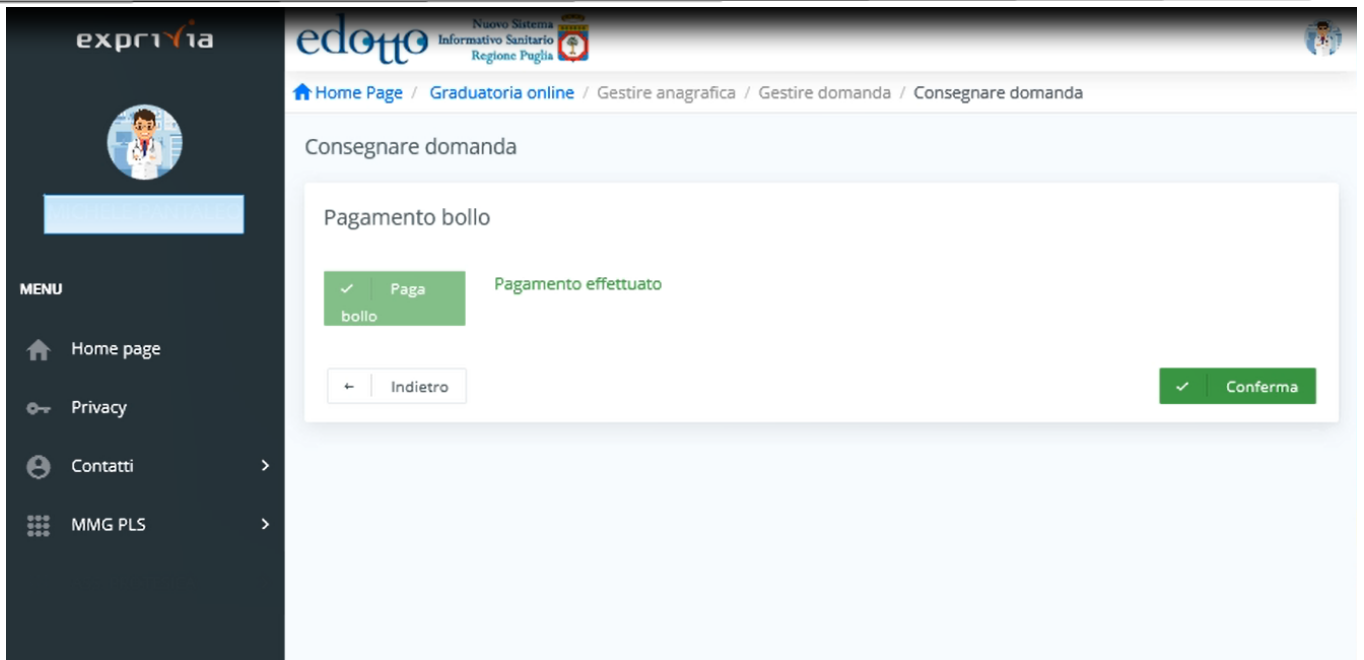 exprivia
edotto
Nuovo Sistema
Informativo Sanitario
Regione Puglia
Home Page / Graduatoria online / Gestire anagrafica / Gestire domanda / Consegnare domanda
Consegnare domanda
Pagamento bollo
Paga
bollo
Pagamento effettuato
Indietro
Conferma
MENU
Home page
Privacy
Contatti
MMG PLS